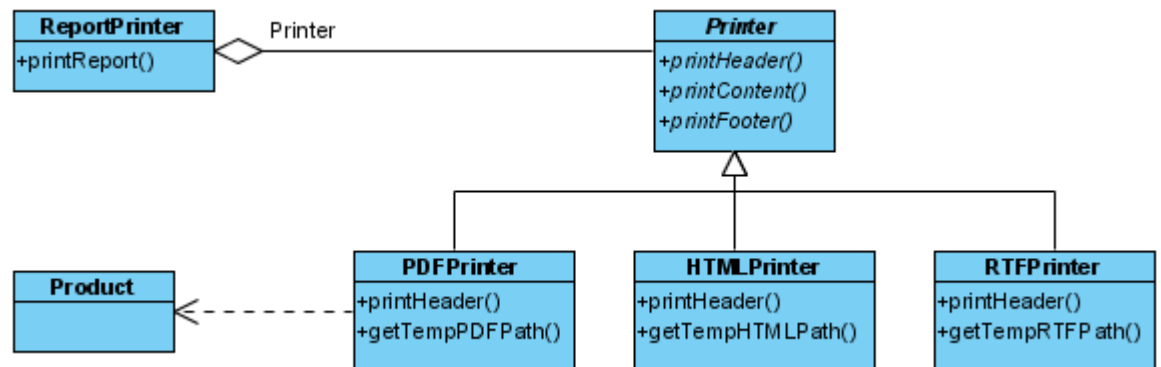 ReportPrinter
+printReport()
Printer
Printer
+printHeader()
+printContent()
+printFooter()
Product
PDFPrinter
+printHeader()
+getTempPDFPath()
HTMLPrinter
+printHeader()
+getTempHTMLPath()
RTFPrinter
+printHeader()
+getTempRTFPath()